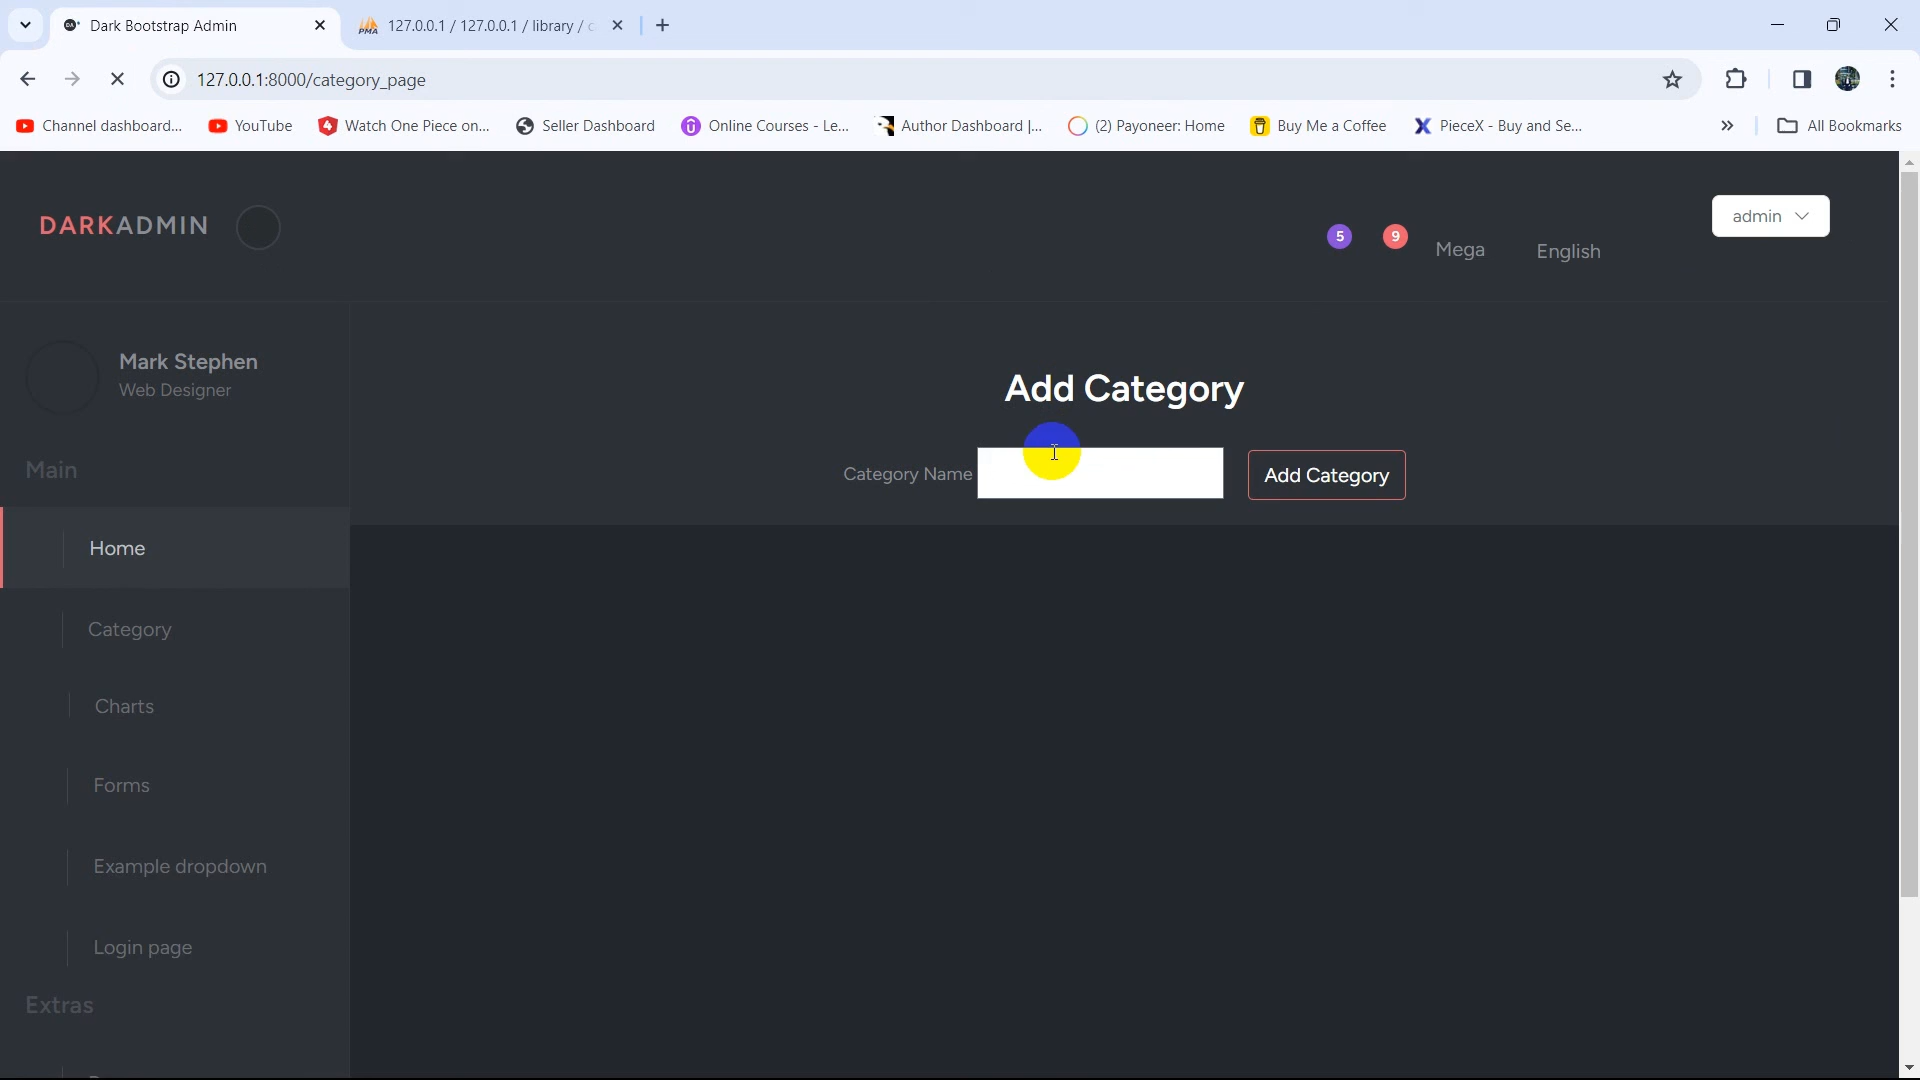 Dark Bootstrap Admin
PMA 127.0.0.1 / 127.0.0.1 / library / c
127.0.0.1:8000/category_page
Channel dashboard... YouTube Watch One Piece on... Seller Dashboard Online Courses - Le... Author Dashboard |... (2) Payoneer: Home Buy Me a Coffee PieceX - Buy and Se... » All Bookmarks
DARKADMIN
5 9 Mega English admin
Mark Stephen
Web Designer
Add Category
Category Name Add Category
Main
Home
Category
Charts
Forms
Example dropdown
Login page
Extras